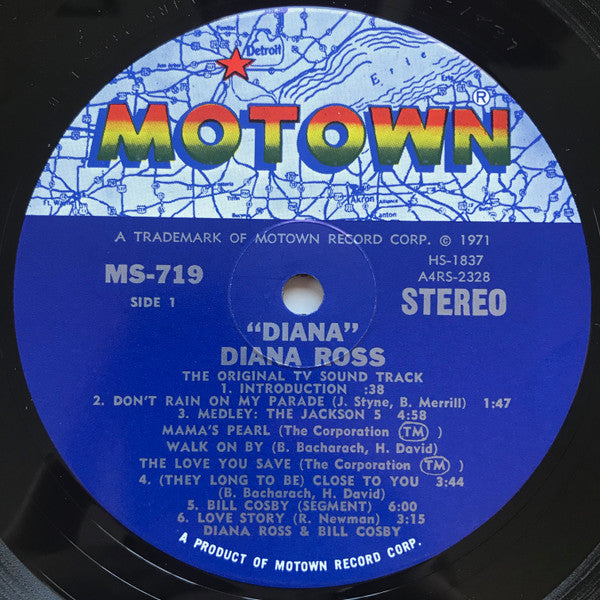 Detroit
Erie
MOTOWN®
Akron
Canton
A TRADEMARK OF MOTOWN RECORD CORP. © 1971
MS-719
HS-1837
A4RS-2328
SIDE 1
STEREO
“DIANA”
DIANA ROSS
THE ORIGINAL TV SOUND TRACK
1. INTRODUCTION :38
2. DON'T RAIN ON MY PARADE (J. Styne, B. Merrill) 1:47
3. MEDLEY: THE JACKSON 5 4:58
MAMA'S PEARL (The Corporation TM )
WALK ON BY (B. Bacharach, H. David)
THE LOVE YOU SAVE (The Corporation TM )
4. (THEY LONG TO BE) CLOSE TO YOU 3:44
(B. Bacharach, H. David)
5. BILL COSBY (SEGMENT) 6:00
6. LOVE STORY (R. Newman) 3:15
DIANA ROSS & BILL COSBY
A PRODUCT OF MOTOWN RECORD CORP.